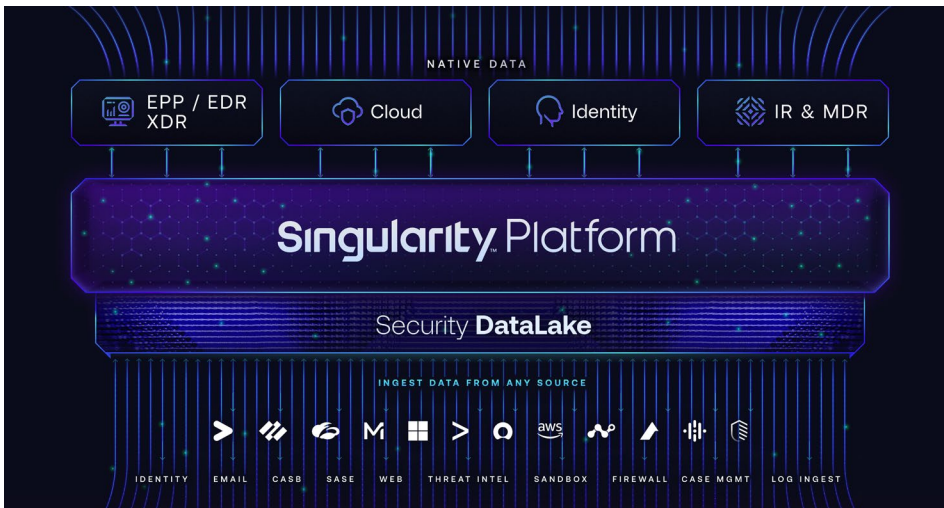 NATIVE DATA
EPP / EDR
XDR
Cloud
Identity
IR & MDR
Singularity™ Platform
Security DataLake
INGEST DATA FROM ANY SOURCE
aws
IDENTITY EMAIL CASB SASE WEB THREAT INTEL SANDBOX FIREWALL CASE MGMT LOG INGEST